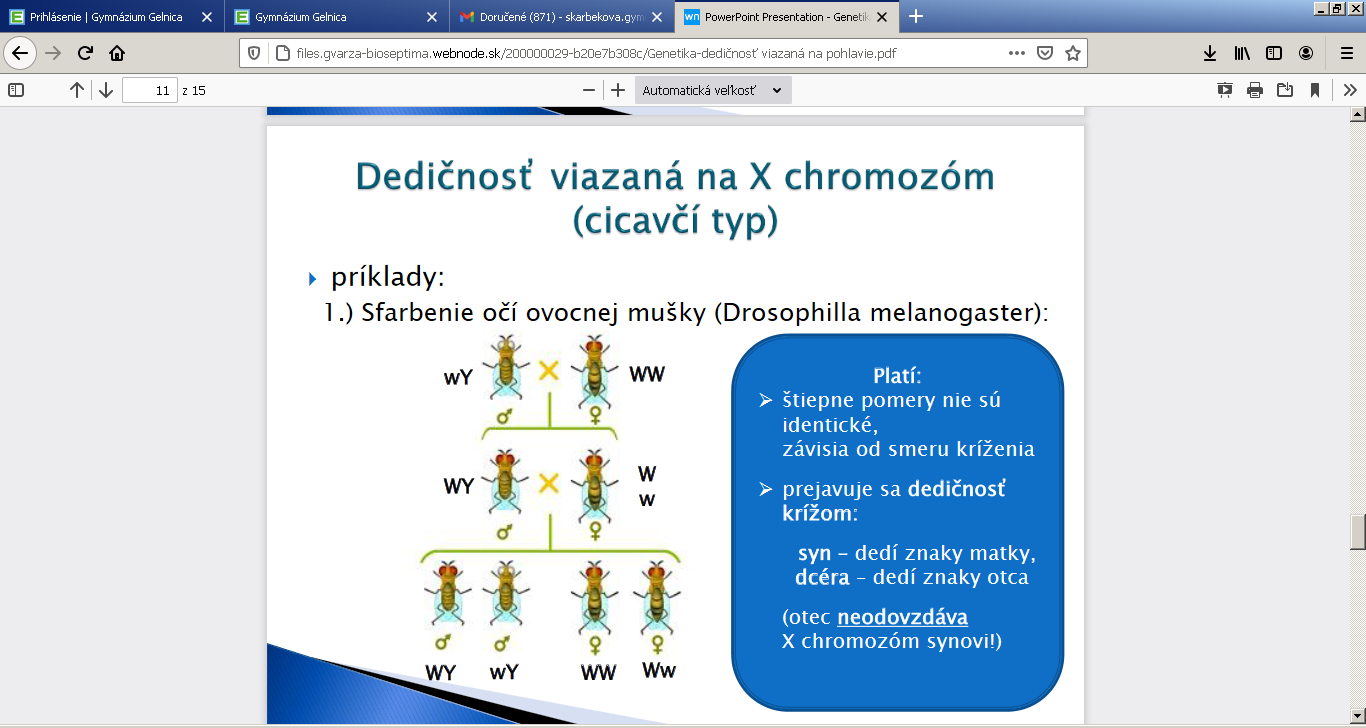 Prihlásenie | Gymnázium Gelnica
Gymnázium Gelnica
Doručené (871) - skarbekova.gym
PowerPoint Presentation - Genetik
files.gvarza-bioseptima.webnode.sk/200000029-b20e7b308c/Genetika-dedičnosť viazaná na pohlavie.pdf
11 z 15
Automatická veľkosť
Dedičnosť viazaná na X chromozóm
(cicavčí typ)
príklady:
1.) Sfarbenie očí ovocnej mušky (Drosophilla melanogaster):
wY WW
WY W
w
WY wY WW Ww
Platí:
štiepne pomery nie sú
identické,
závisia od smeru kríženia
prejavuje sa dedičnosť
krížom:
syn – dedí znaky matky,
dcéra – dedí znaky otca
(otec neodovzdáva
X chromozóm synovi!)